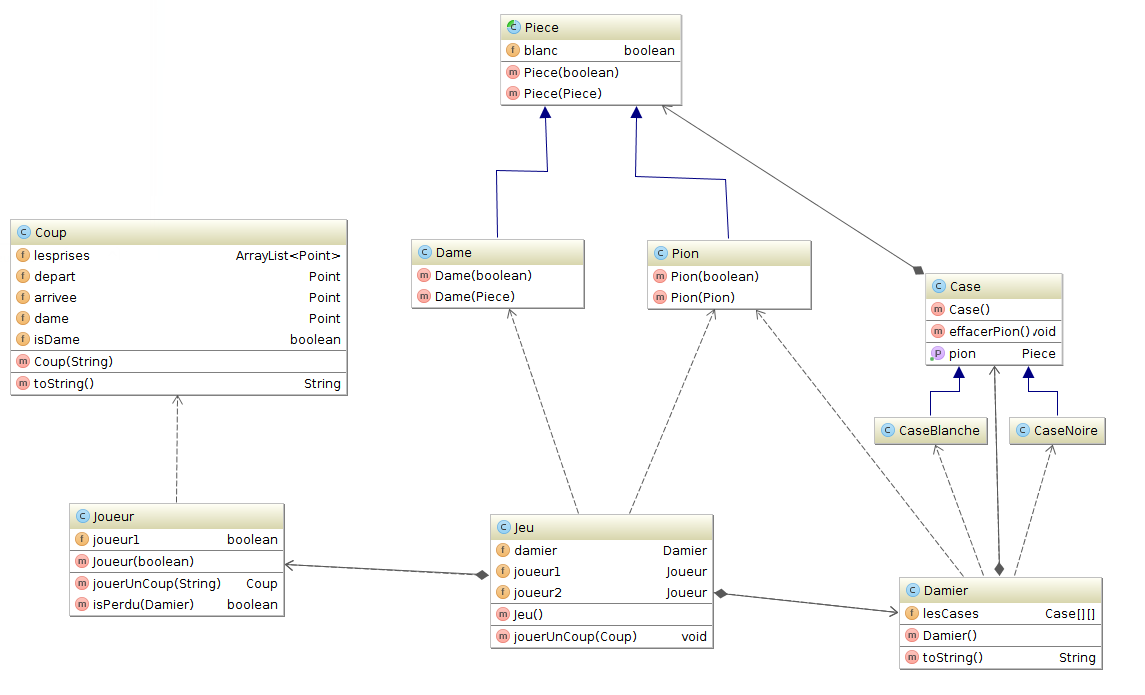 Piece
blanc boolean
Piece(boolean)
Piece(Piece)
Coup
lesprises ArrayList<Point>
depart Point
arrivee Point
dame Point
isDame boolean
Coup(String)
toString() String
Dame
Dame(boolean)
Dame(Piece)
Pion
Pion(boolean)
Pion(Pion)
Case
Case()
effacerPion() void
pion Piece
CaseBlanche
CaseNoire
Joueur
joueur1 boolean
Joueur(boolean)
jouerUnCoup(String) Coup
isPerdu(Damier) boolean
Jeu
damier Damier
joueur1 Joueur
joueur2 Joueur
Jeu()
jouerUnCoup(Coup) void
Damier
lesCases Case[][]
Damier()
toString() String